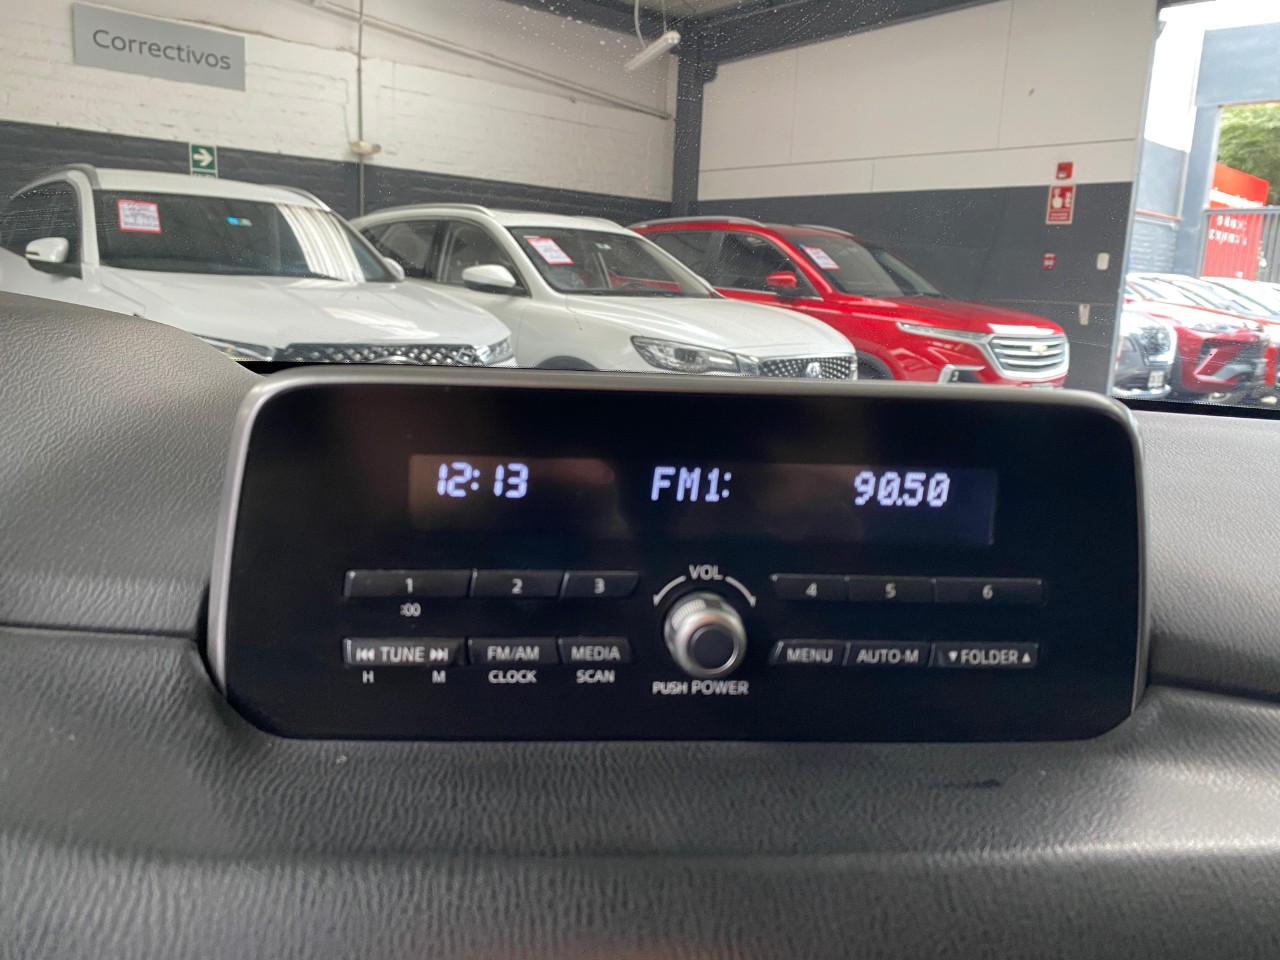 Correctivos
12:13 FM1: 90.50
1 2 3 VOL 4 5 6
:00
⏮ TUNE ⏭ FM/AM MEDIA MENU AUTO-M ▼FOLDER▲
H M CLOCK SCAN
PUSH POWER